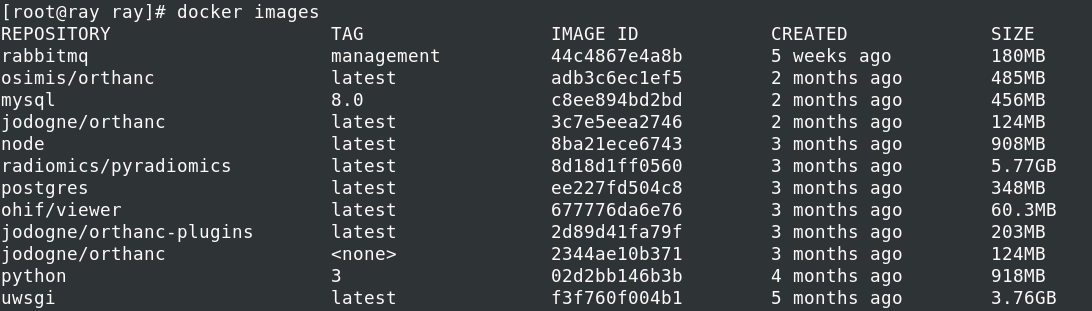 [root@ray ray]# docker images
REPOSITORY TAG IMAGE ID CREATED SIZE
rabbitmq management 44c4867e4a8b 5 weeks ago 180MB
osimis/orthanc latest adb3c6ec1ef5 2 months ago 485MB
mysql 8.0 c8ee894bd2bd 2 months ago 456MB
jodogne/orthanc latest 3c7e5eea2746 2 months ago 124MB
node latest 8ba21ece6743 3 months ago 908MB
radiomics/pyradiomics latest 8d18d1ff0560 3 months ago 5.77GB
postgres latest ee227fd504c8 3 months ago 348MB
ohif/viewer latest 677776da6e76 3 months ago 60.3MB
jodogne/orthanc-plugins latest 2d89d41fa79f 3 months ago 203MB
jodogne/orthanc <none> 2344ae10b371 3 months ago 124MB
python 3 02d2bb146b3b 4 months ago 918MB
uwsgi latest f3f760f004b1 5 months ago 3.76GB